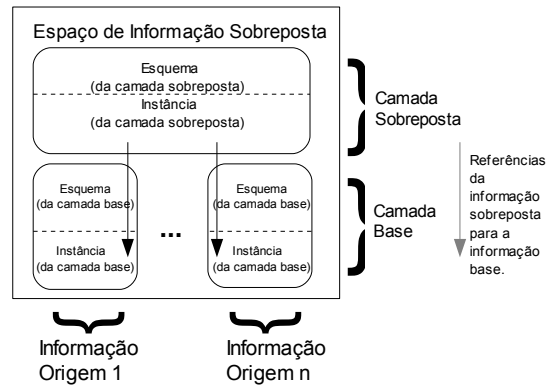 Espaço de Informação Sobreposta
Esquema
(da camada sobreposta)
Instância
(da camada sobreposta)
Camada
Sobreposta
Esquema
(da camada base)
Instância
(da camada base)
...
Esquema
(da camada base)
Instância
(da camada base)
Camada
Base
Referências
da
informação
sobreposta
para a
informação
base.
Informação
Origem 1
Informação
Origem n